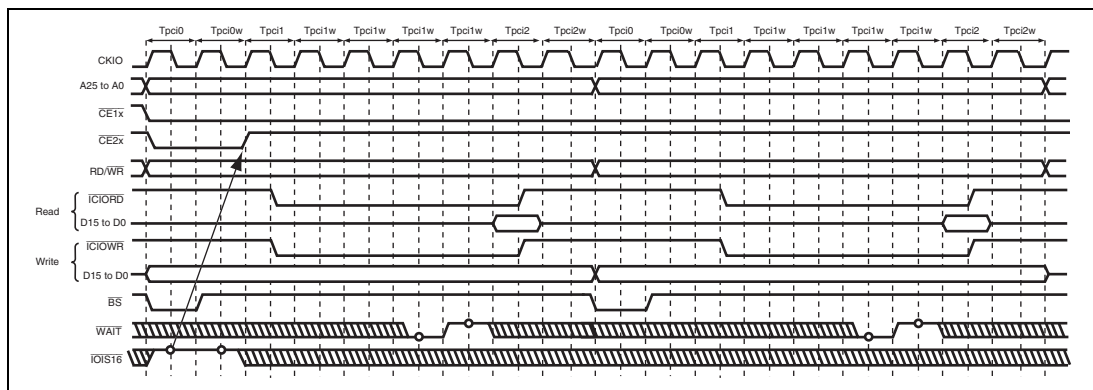 Tpci0 Tpci0w Tpci1 Tpci1w Tpci1w Tpci1w Tpci1w Tpci2 Tpci2w Tpci0 Tpci0w Tpci1 Tpci1w Tpci1w Tpci1w Tpci1w Tpci2 Tpci2w
CKIO
A25 to A0
CE1x
CE2x
RD/WR
ICIORD
Read
D15 to D0
ICIOWR
Write
D15 to D0
BS
WAIT
IOIS16